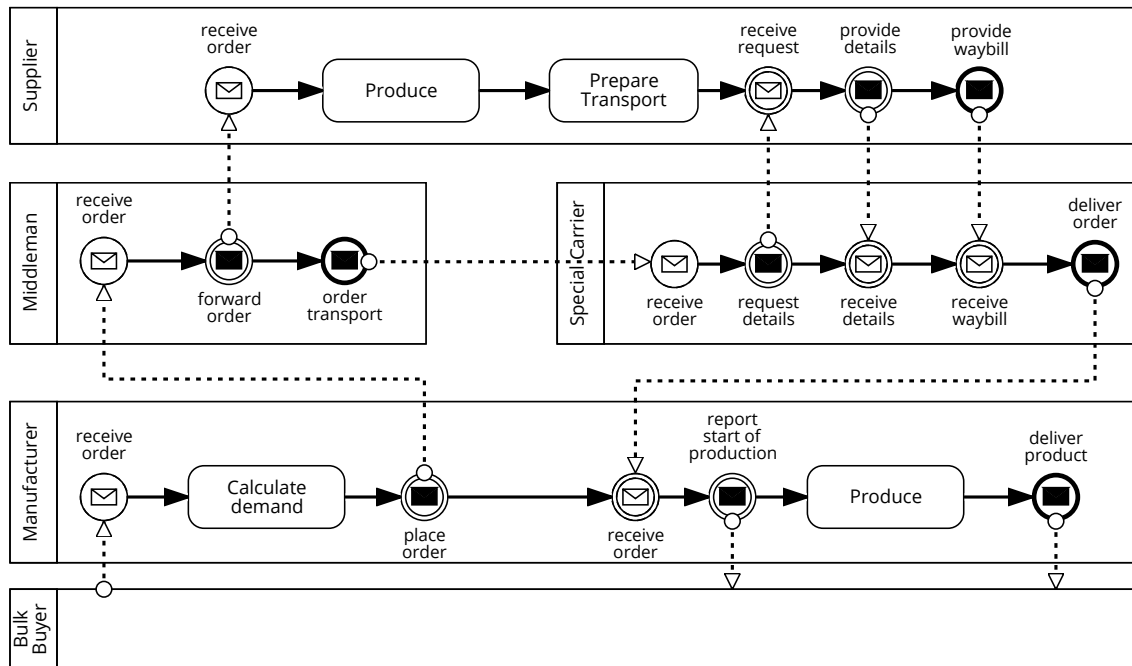 Supplier
receive
order
Produce
Prepare
Transport
receive
request
provide
details
provide
waybill
Middleman
receive
order
forward
order
order
transport
Special Carrier
receive
order
request
details
receive
details
receive
waybill
deliver
order
Manufacturer
receive
order
Calculate
demand
place
order
receive
order
report
start of
production
Produce
deliver
product
Bulk
Buyer